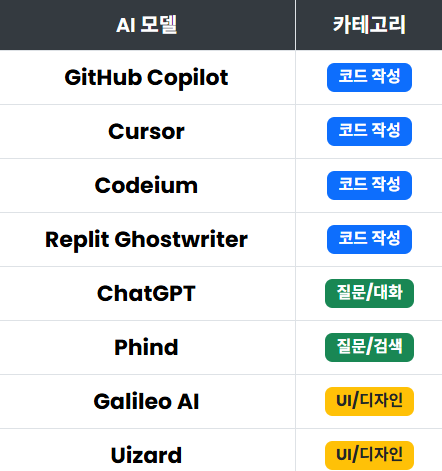 AI 모델 카테고리
GitHub Copilot 코드 작성
Cursor 코드 작성
Codeium 코드 작성
Replit Ghostwriter 코드 작성
ChatGPT 질문/대화
Phind 질문/검색
Galileo AI UI/디자인
Uizard UI/디자인